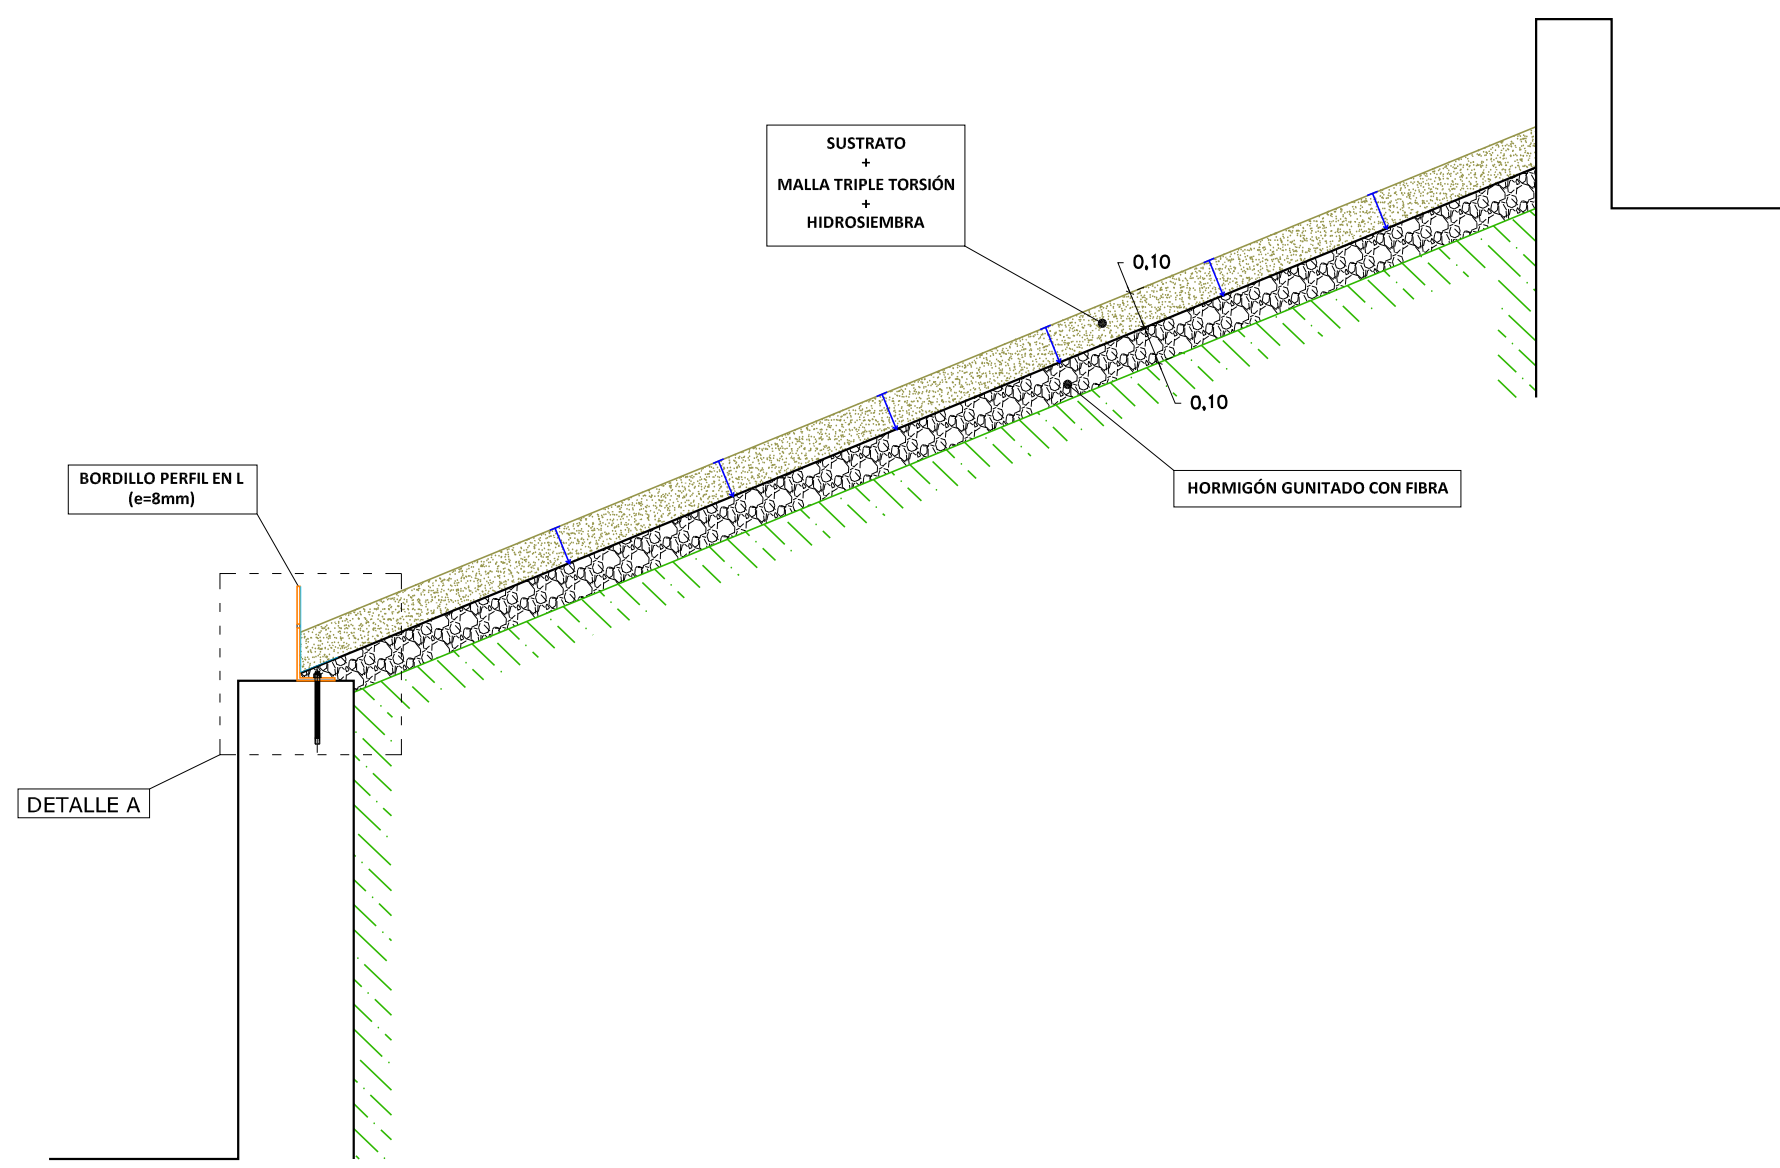 SUSTRATO
+
MALLA TRIPLE TORSIÓN
+
HIDROSIEMBRA
0,10
0,10
BORDILLO PERFIL EN L
(e=8mm)
HORMIGÓN GUNITADO CON FIBRA
DETALLE A